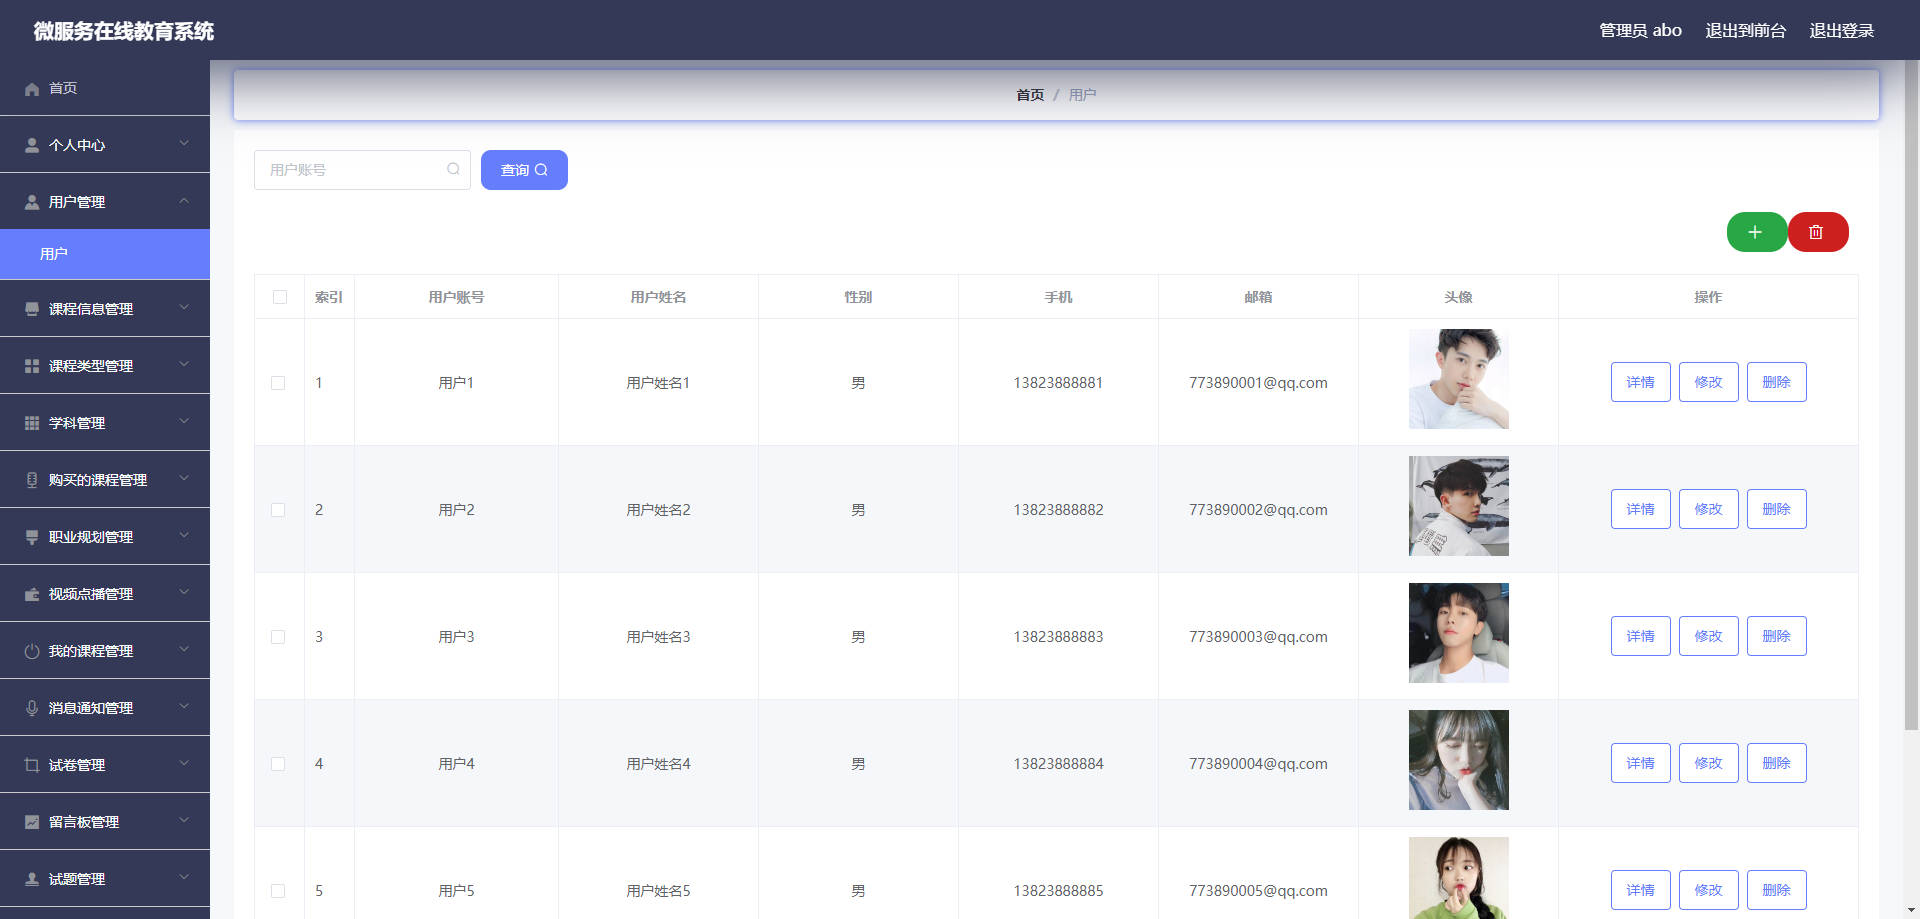 微服务在线教育系统
管理员 abo 退出到前台 退出登录
首页
个人中心
用户管理
用户
课程信息管理
课程类型管理
学科管理
购买的课程管理
职业规划管理
视频点播管理
我的课程管理
消息通知管理
试卷管理
留言板管理
试题管理
首页 / 用户
用户账号 查询
索引 用户账号 用户姓名 性别 手机 邮箱 头像 操作
1 用户1 用户姓名1 男 13823888881 773890001@qq.com 详情 修改 删除
2 用户2 用户姓名2 男 13823888882 773890002@qq.com 详情 修改 删除
3 用户3 用户姓名3 男 13823888883 773890003@qq.com 详情 修改 删除
4 用户4 用户姓名4 男 13823888884 773890004@qq.com 详情 修改 删除
5 用户5 用户姓名5 男 13823888885 773890005@qq.com 详情 修改 删除